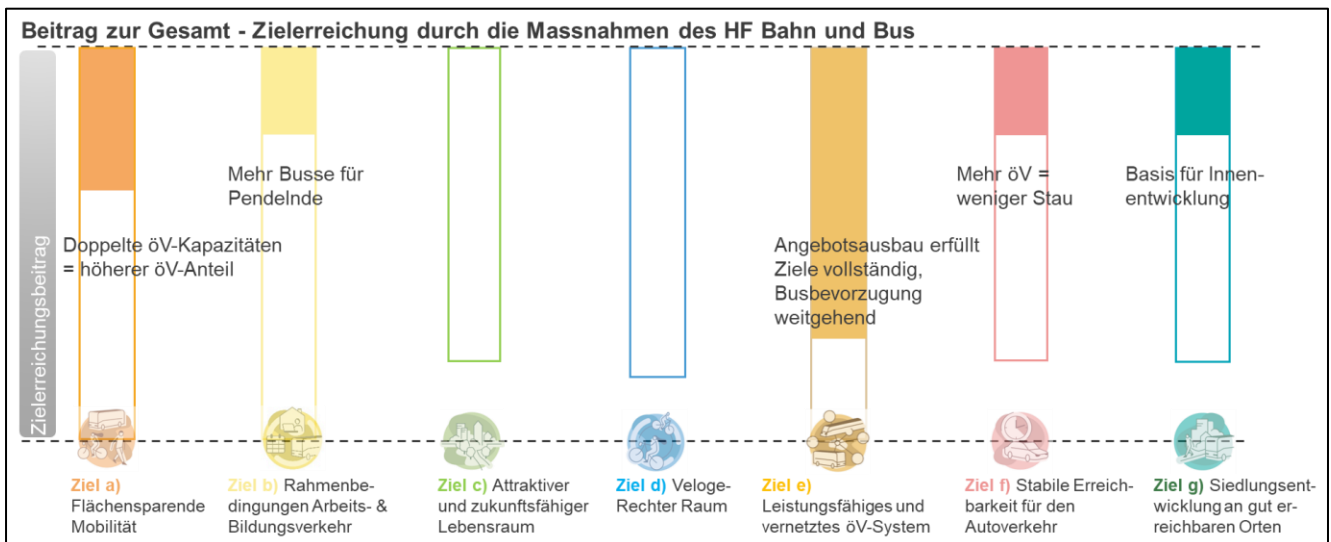 Beitrag zur Gesamt - Zielerreichung durch die Massnahmen des HF Bahn und Bus
Zielerreichungsbeitrag
Doppelte öV-Kapazitäten
= höherer öV-Anteil
Mehr Busse für
Pendelnde
Angebotsausbau erfüllt
Ziele vollständig,
Busbevorzugung
weitgehend
Mehr öV =
weniger Stau
Basis für Innen-
entwicklung
Ziel a)
Flächensparende
Mobilität
Ziel b) Rahmenbe-
dingungen Arbeits- &
Bildungsverkehr
Ziel c) Attraktiver
und zukunftsfähiger
Lebensraum
Ziel d) Veloge-
Rechter Raum
Ziel e)
Leistungsfähiges und
vernetztes öV-System
Ziel f) Stabile Erreich-
barkeit für den
Autoverkehr
Ziel g) Siedlungsent-
wicklung an gut er-
reichbaren Orten